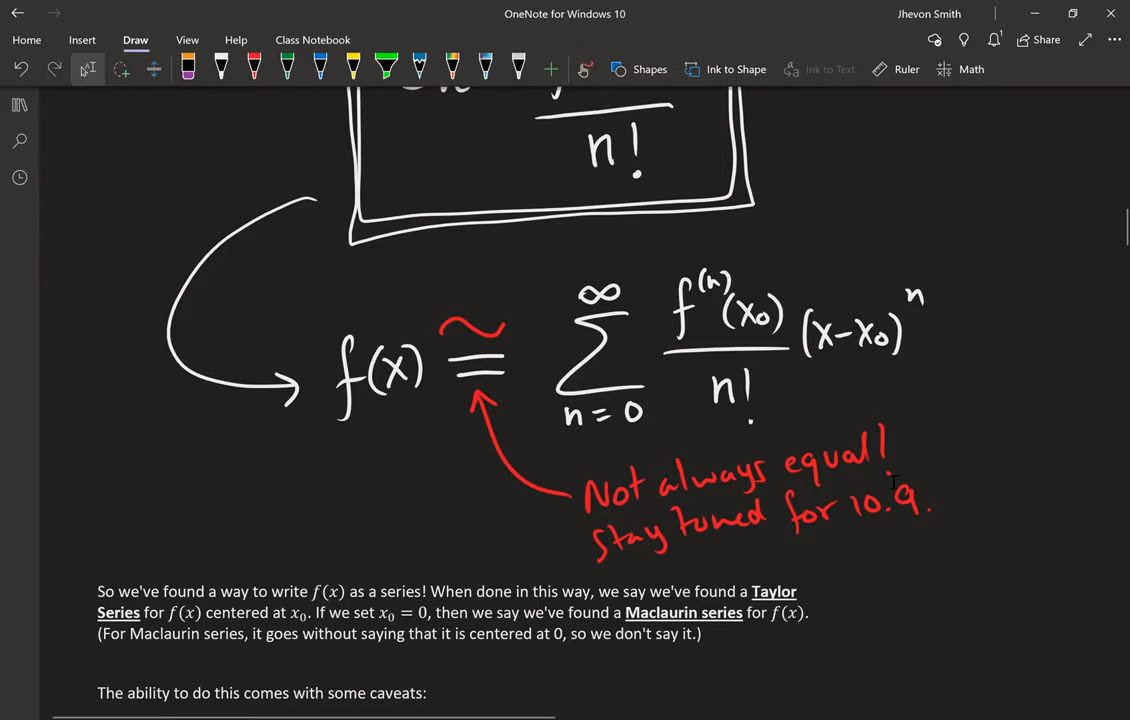 OneNote for Windows 10
Jhevon Smith
Home Insert Draw View Help Class Notebook
Share
Shapes Ink to Shape Ink to Text Ruler Math
n!
f(x) ≅ ∑ n=0 ∞ f⁽ⁿ⁾(x₀) / n! (x-x₀)ⁿ
Not always equal!
Stay tuned for 10.9.
So we've found a way to write f(x) as a series! When done in this way, we say we've found a Taylor
Series for f(x) centered at x₀. If we set x₀ = 0, then we say we've found a Maclaurin series for f(x).
(For Maclaurin series, it goes without saying that it is centered at 0, so we don't say it.)
The ability to do this comes with some caveats: